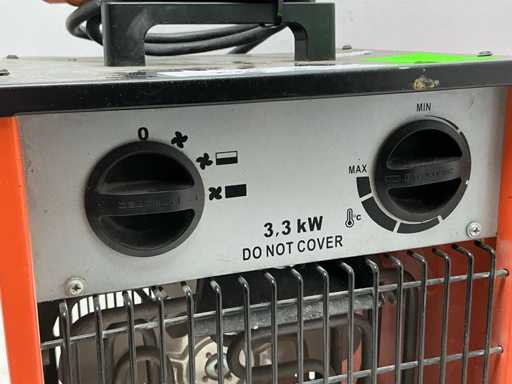 0
MIN
MAX
°C
3,3 kW
DO NOT COVER